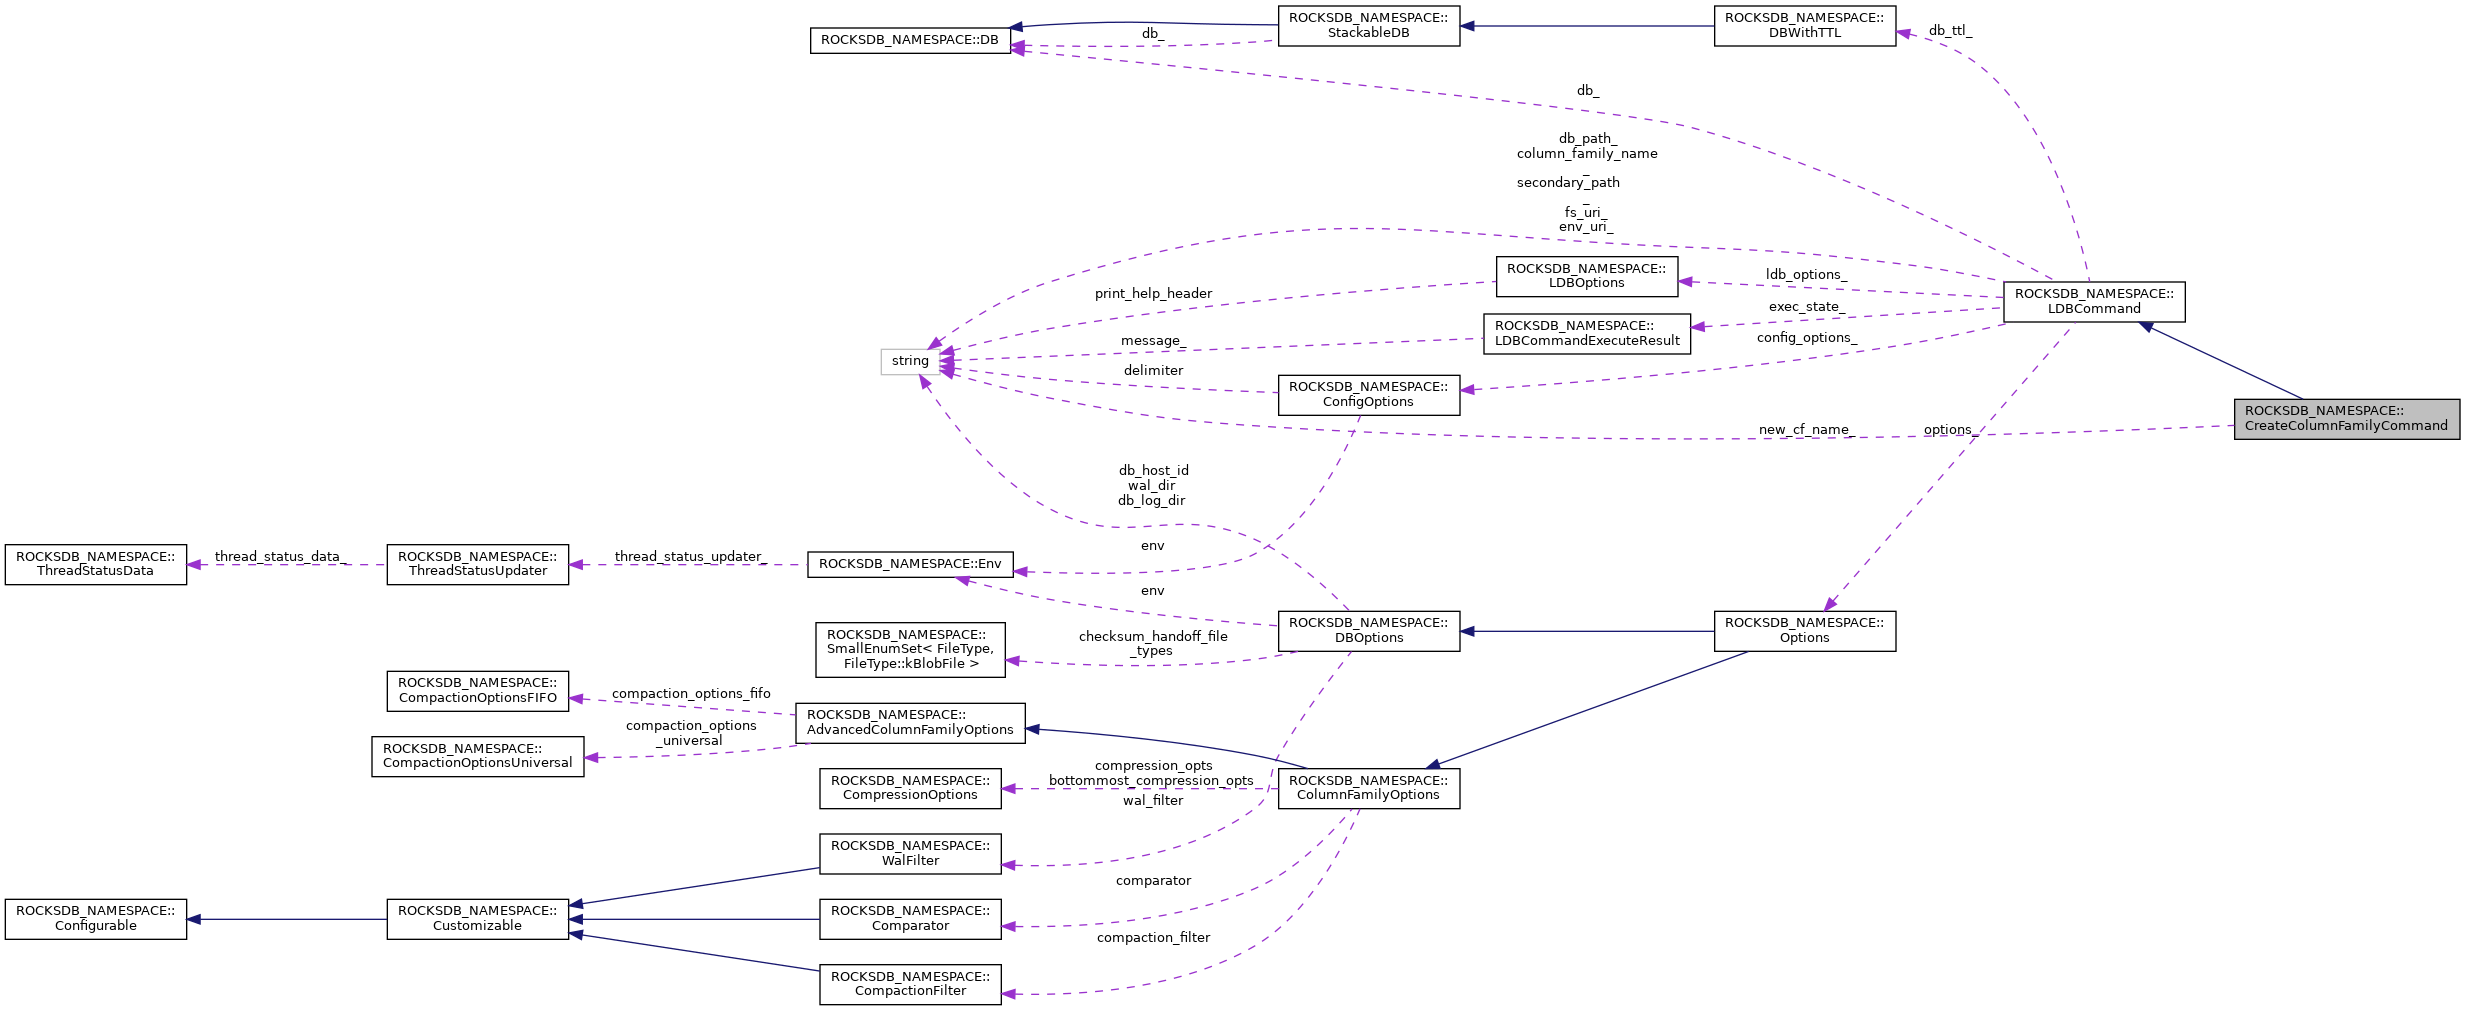 ROCKSDB_NAMESPACE::
StackableDB
ROCKSDB_NAMESPACE::
DBWithTTL
ROCKSDB_NAMESPACE::DB
db_
db_ttl_
db_
db_path_
column_family_name
_
secondary_path
_
fs_uri_
env_uri_
ROCKSDB_NAMESPACE::
LDBOptions
ldb_options_
print_help_header
ROCKSDB_NAMESPACE::
LDBCommand
exec_state_
ROCKSDB_NAMESPACE::
LDBCommandExecuteResult
message_
config_options_
string
delimiter
ROCKSDB_NAMESPACE::
ConfigOptions
ROCKSDB_NAMESPACE::
CreateColumnFamilyCommand
new_cf_name_
options_
db_host_id
wal_dir
db_log_dir
env
ROCKSDB_NAMESPACE::
ThreadStatusData
thread_status_data_
ROCKSDB_NAMESPACE::
ThreadStatusUpdater
thread_status_updater_
ROCKSDB_NAMESPACE::Env
env
ROCKSDB_NAMESPACE::
DBOptions
ROCKSDB_NAMESPACE::
Options
ROCKSDB_NAMESPACE::
SmallEnumSet< FileType,
FileType::kBlobFile >
checksum_handoff_file
_types
ROCKSDB_NAMESPACE::
CompactionOptionsFIFO
compaction_options_fifo
ROCKSDB_NAMESPACE::
AdvancedColumnFamilyOptions
compaction_options
_universal
ROCKSDB_NAMESPACE::
CompactionOptionsUniversal
compression_opts
bottommost_compression_opts
ROCKSDB_NAMESPACE::
CompressionOptions
ROCKSDB_NAMESPACE::
ColumnFamilyOptions
wal_filter
ROCKSDB_NAMESPACE::
WalFilter
comparator
ROCKSDB_NAMESPACE::
Configurable
ROCKSDB_NAMESPACE::
Customizable
ROCKSDB_NAMESPACE::
Comparator
compaction_filter
ROCKSDB_NAMESPACE::
CompactionFilter